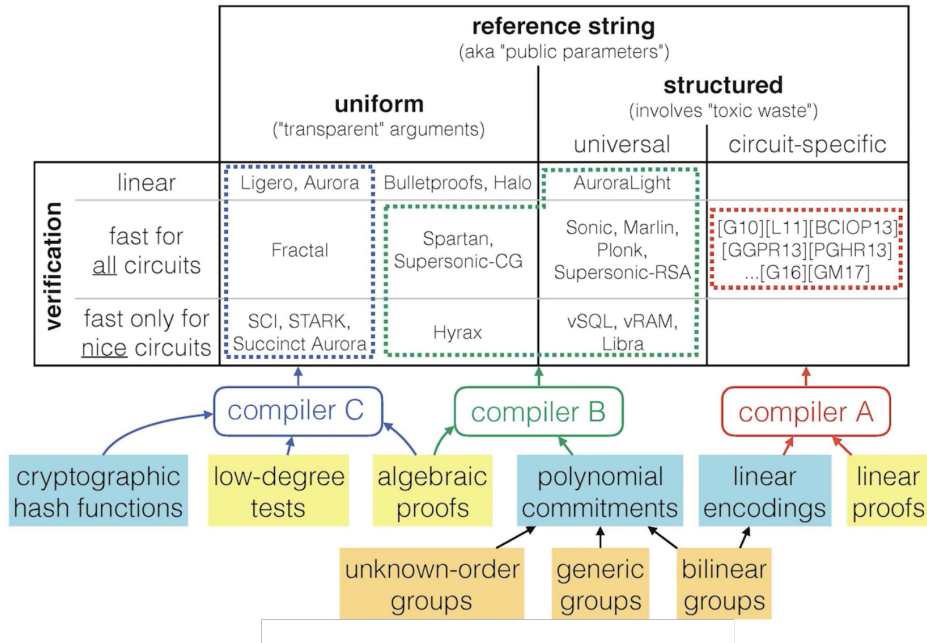 reference string
(aka "public parameters")
uniform
("transparent" arguments)
structured
(involves "toxic waste")
universal
circuit-specific
verification
linear
Ligero, Aurora
Bulletproofs, Halo
AuroraLight
fast for
all circuits
Fractal
Spartan,
Supersonic-CG
Sonic, Marlin,
Plonk,
Supersonic-RSA
[G10][L11][BCIOP13]
[GGPR13][PGHR13]
...[G16][GM17]
fast only for
nice circuits
SCI, STARK,
Succinct Aurora
Hyrax
vSQL, vRAM,
Libra
compiler C
compiler B
compiler A
cryptographic
hash functions
low-degree
tests
algebraic
proofs
polynomial
commitments
linear
encodings
linear
proofs
unknown-order
groups
generic
groups
bilinear
groups